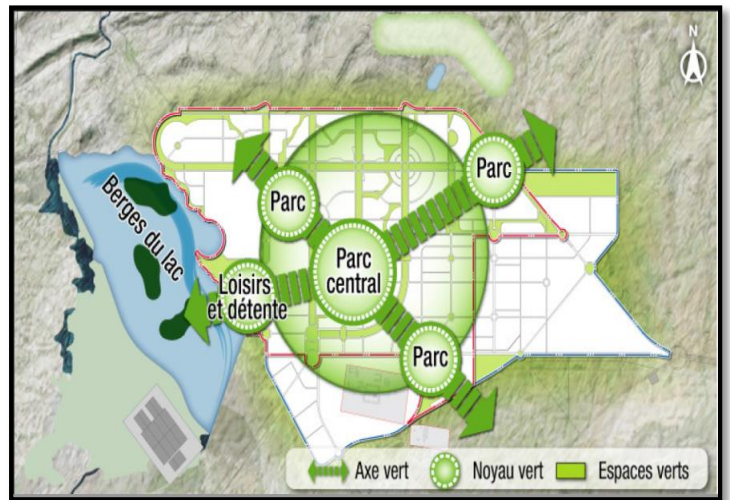 N
Parc
Parc
Berges du lac
Parc
central
Loisirs
et détente
Parc
Axe vert
Noyau vert
Espaces verts